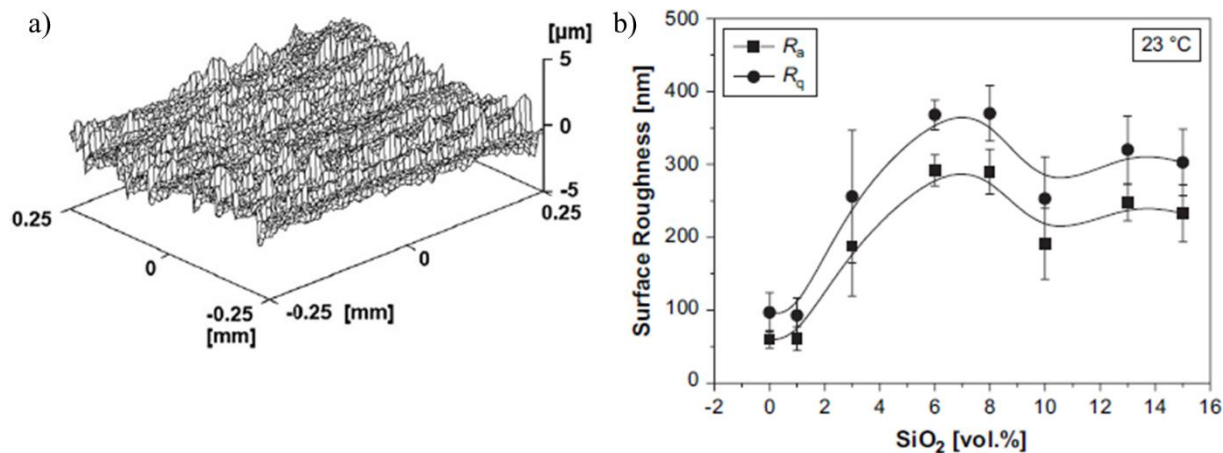 a)
[µm]
5
0
-5
0.25
0
-0.25
[mm]
-0.25 [mm]
0
0.25
b)
Surface Roughness [nm]
500
400
300
200
100
0
Rₐ
R_q
23 °C
-2 0 2 4 6 8 10 12 14 16
SiO₂ [vol.%]